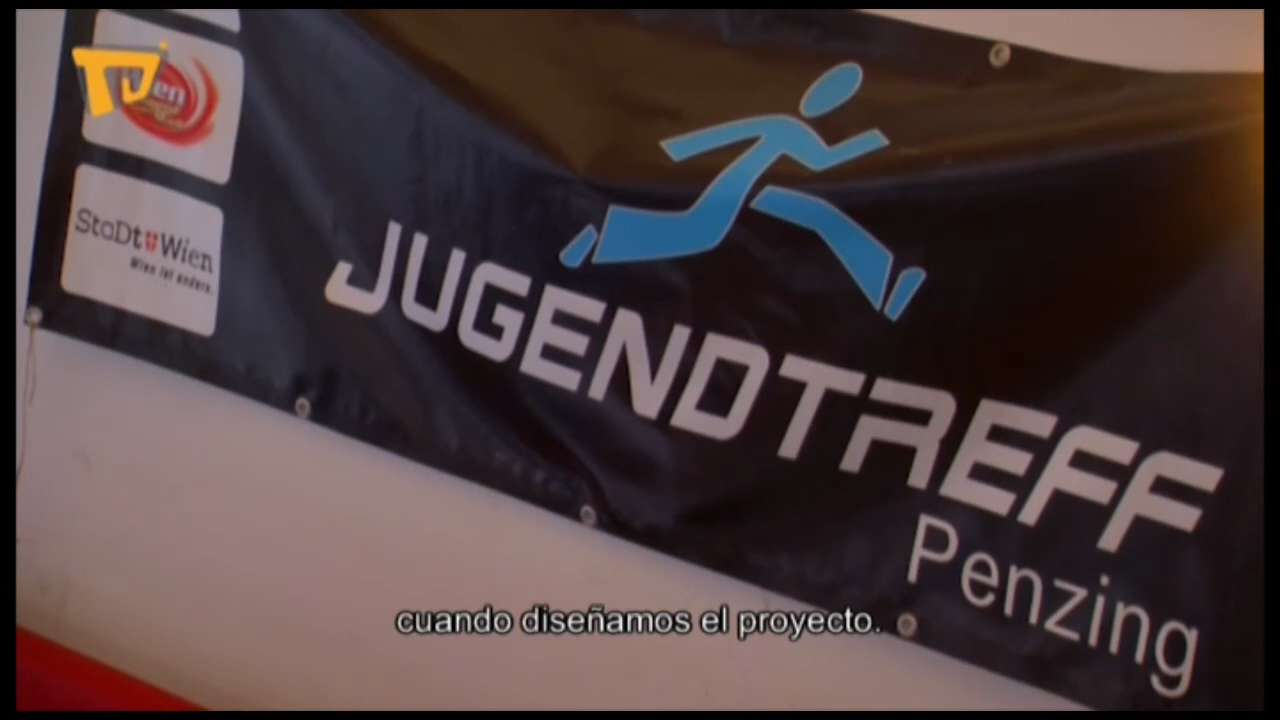 StaDt Wien
Wien ist anders.
JUGENDTREFF
Penzing
cuando diseñamos el proyecto.